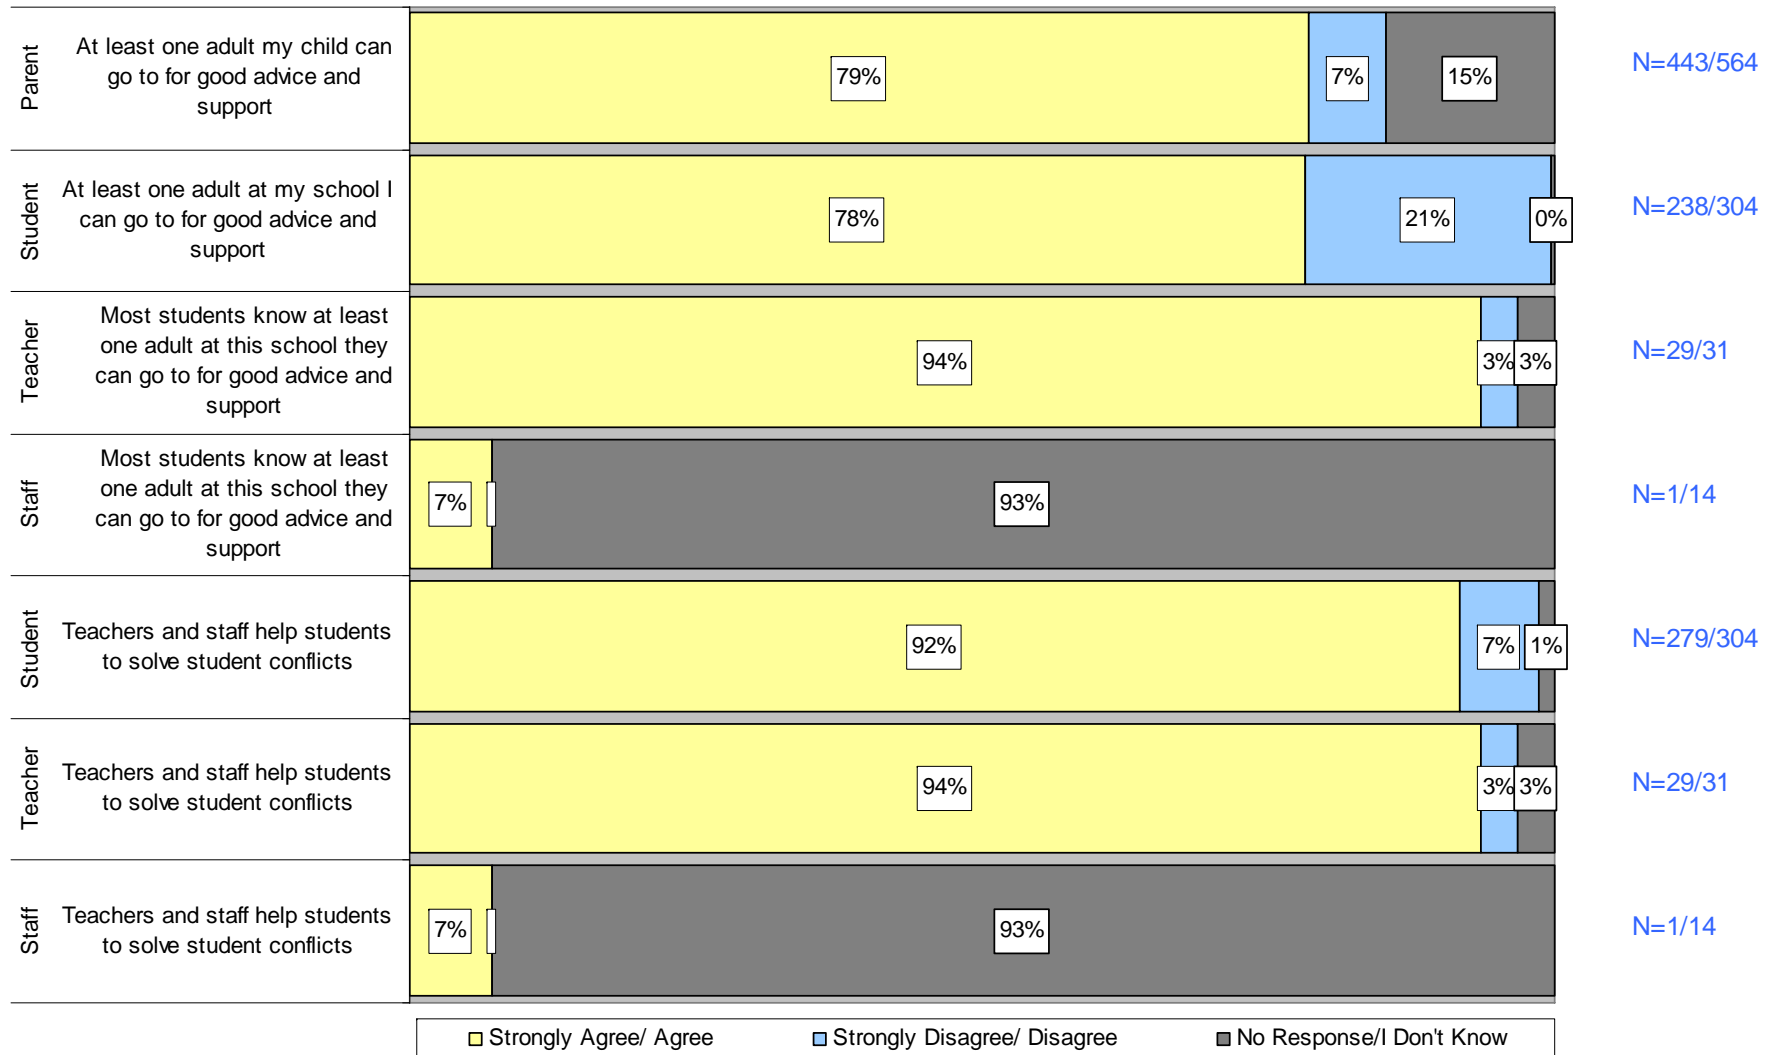 Parent
At least one adult my child can
go to for good advice and
support
79%
7%
15%
N=443/564
Student
At least one adult at my school I
can go to for good advice and
support
78%
21%
0%
N=238/304
Teacher
Most students know at least
one adult at this school they
can go to for good advice and
support
94%
3%
3%
N=29/31
Staff
Most students know at least
one adult at this school they
can go to for good advice and
support
7%
93%
N=1/14
Student
Teachers and staff help students
to solve student conflicts
92%
7%
1%
N=279/304
Teacher
Teachers and staff help students
to solve student conflicts
94%
3%
3%
N=29/31
Staff
Teachers and staff help students
to solve student conflicts
7%
93%
N=1/14
Strongly Agree/ Agree
Strongly Disagree/ Disagree
No Response/I Don't Know